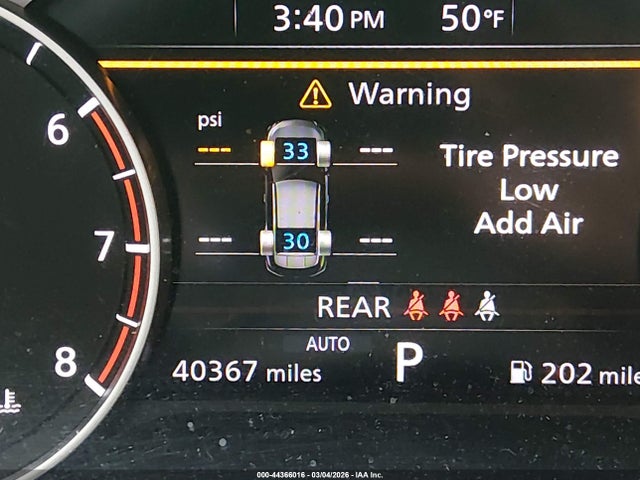 3:40 PM 50°F
Warning
psi
--- 33 ---
Tire Pressure
Low
Add Air
--- 30 ---
6
7
8
REAR
AUTO
40367 miles P 202 mile
000-44366016 - 03/04/2026 - IAA Inc.